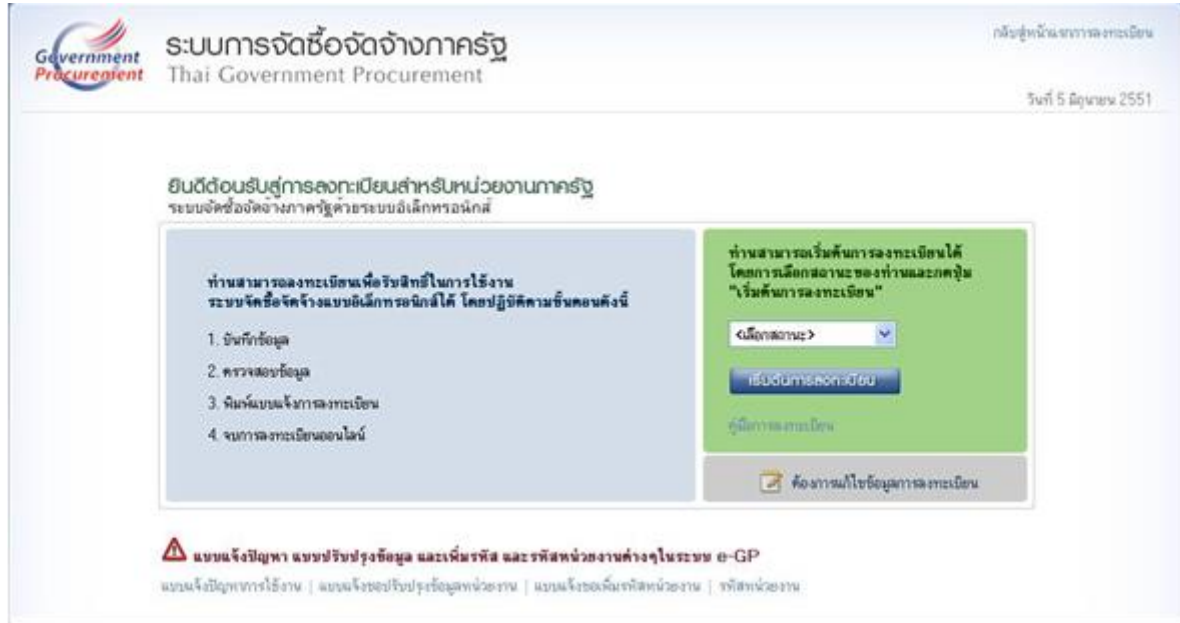 Government
Procurement
ระบบการจัดซื้อจัดจ้างภาครัฐ
Thai Government Procurement
กลับสู่หน้าแรกการลงทะเบียน
วันที่ 5 มิถุนายน 2551
ยินดีต้อนรับสู่การลงทะเบียนสำหรับหน่วยงานภาครัฐ
ระบบจัดซื้อจัดจ้างภาครัฐด้วยระบบอิเล็กทรอนิกส์
ท่านสามารถลงทะเบียนเพื่อรับสิทธิ์ในการใช้งาน
ระบบจัดซื้อจัดจ้างแบบอิเล็กทรอนิกส์ได้ โดยปฏิบัติตามขั้นตอนดังนี้
1. บันทึกข้อมูล
2. ตรวจสอบข้อมูล
3. พิมพ์แบบแจ้งการลงทะเบียน
4. จบการลงทะเบียนออนไลน์
ท่านสามารถเริ่มต้นการลงทะเบียนได้
โดยการเลือกสถานะของท่านและกดปุ่ม
"เริ่มต้นการลงทะเบียน"
<เลือกสถานะ>
เริ่มต้นการลงทะเบียน
คู่มือการลงทะเบียน
ต้องการแก้ไขข้อมูลการลงทะเบียน
แบบแจ้งปัญหา แบบปรับปรุงข้อมูล และเพิ่มรหัส และรหัสหน่วยงานต่างๆในระบบ e-GP
แบบแจ้งปัญหาการใช้งาน | แบบแจ้งขอปรับปรุงข้อมูลหน่วยงาน | แบบแจ้งขอเพิ่มรหัสหน่วยงาน | รหัสหน่วยงาน